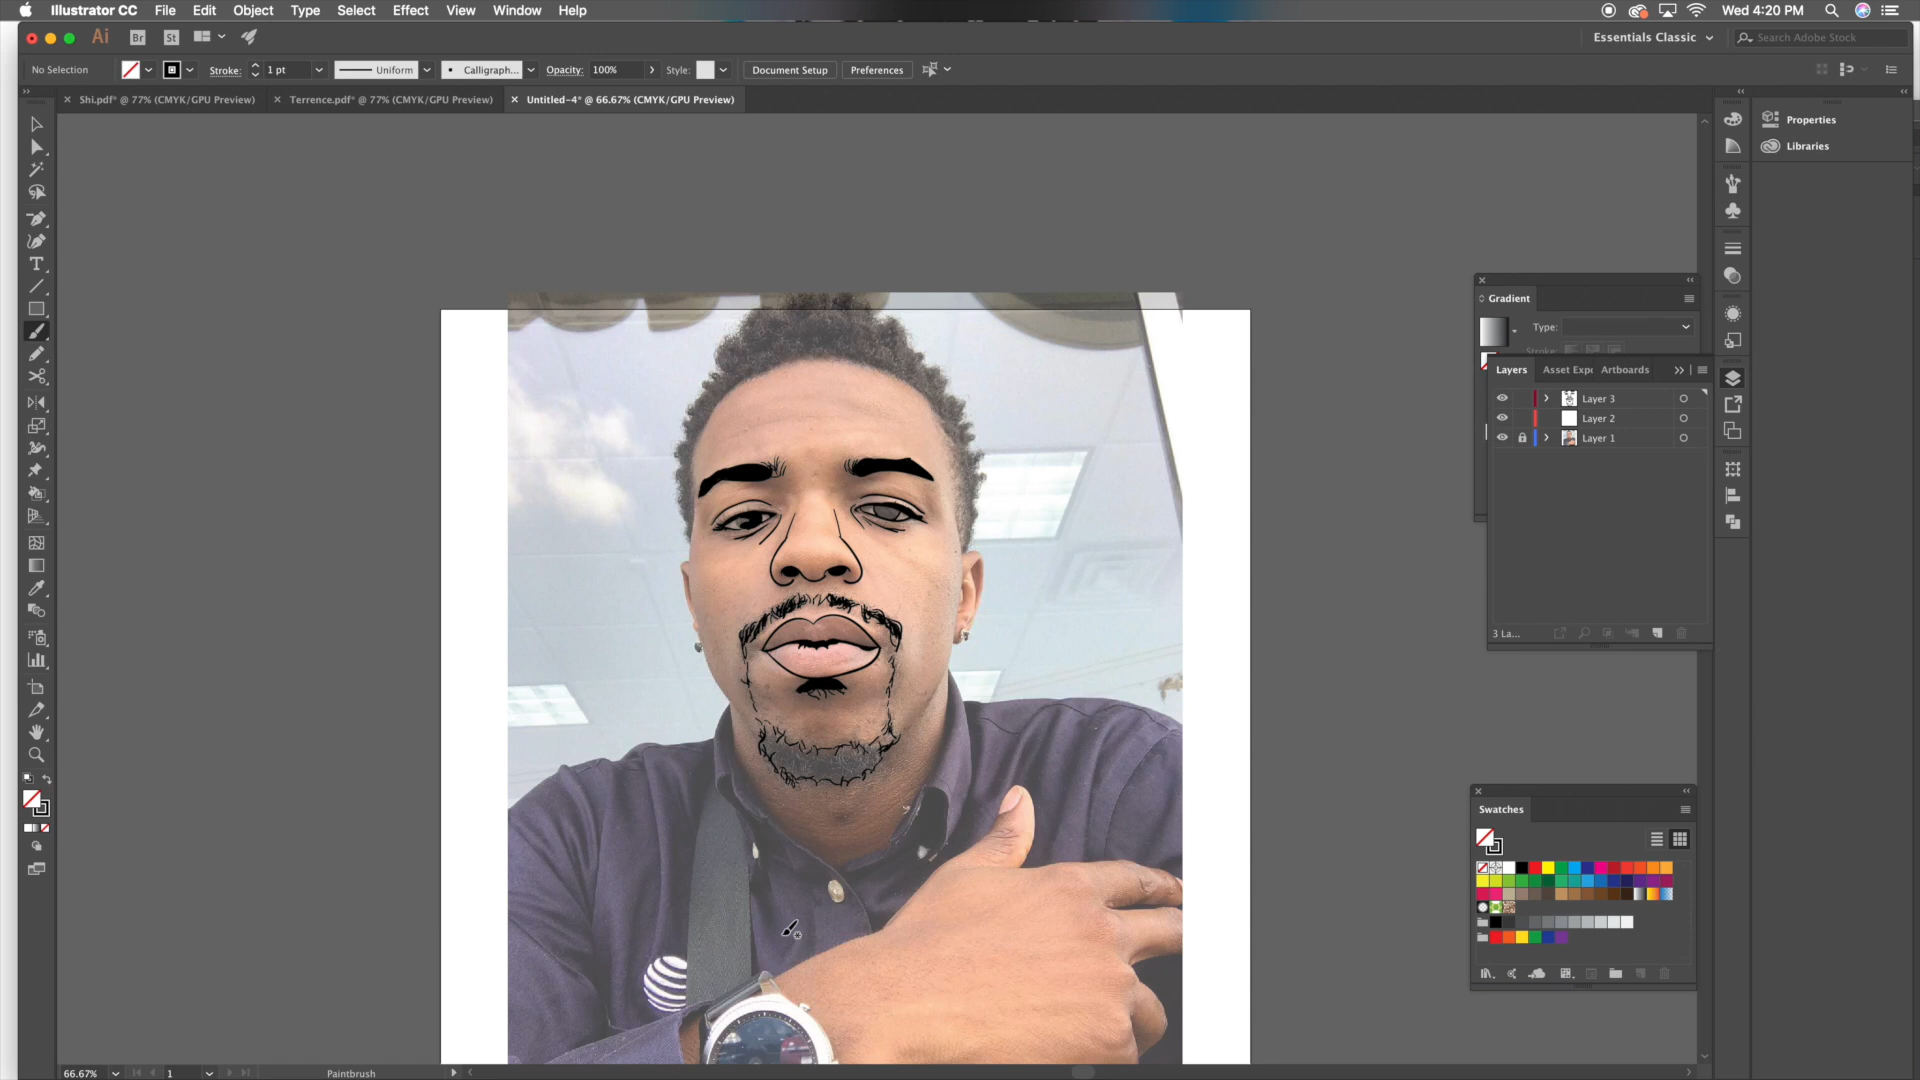 Illustrator CC File Edit Object Type Select Effect View Window Help
Wed 4:20 PM
Ai Br St
Essentials Classic
Search Adobe Stock
No Selection Stroke: 1 pt Uniform Calligraph... Opacity: 100% Style: Document Setup Preferences
Shi.pdf* @ 77% (CMYK/GPU Preview) Terrence.pdf* @ 77% (CMYK/GPU Preview) Untitled-4* @ 66.67% (CMYK/GPU Preview)
Properties
Libraries
Gradient
Type:
Stroke:
Layers Asset Expo Artboards
Layer 3
Layer 2
Layer 1
3 La...
Swatches
66.67% 1 Paintbrush